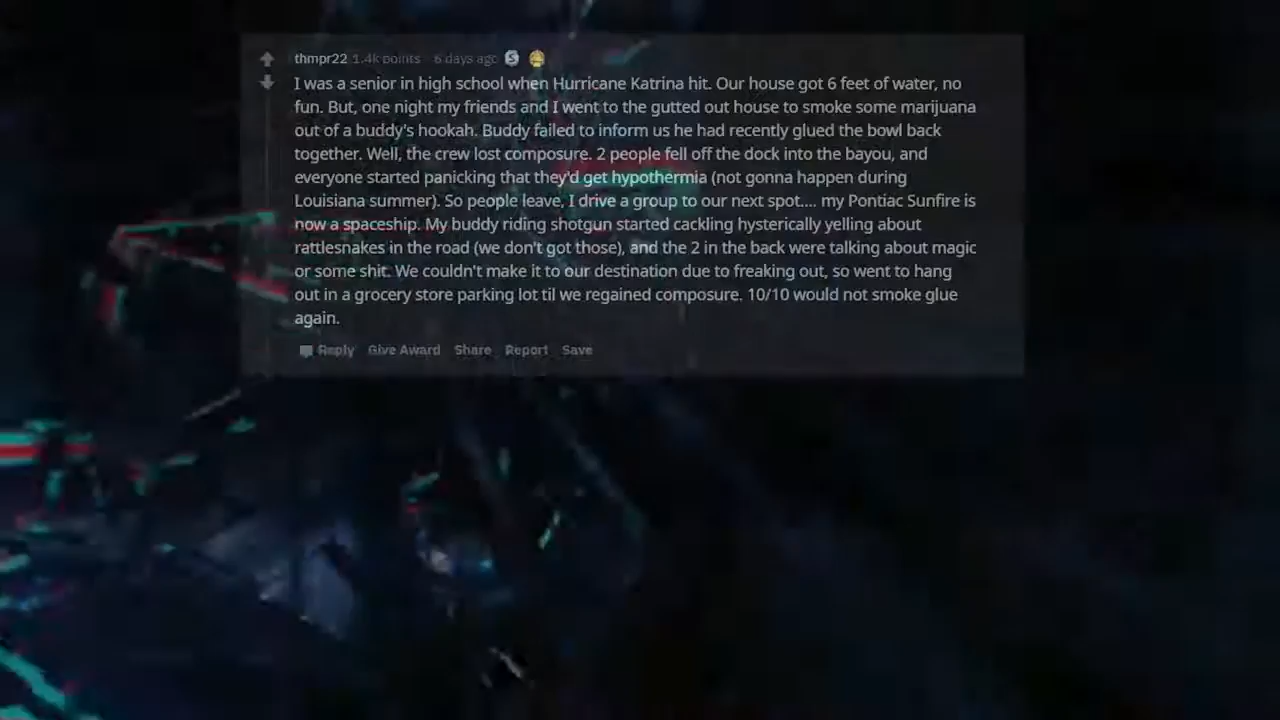 thmpr22 1.4k points · 6 days ago S
I was a senior in high school when Hurricane Katrina hit. Our house got 6 feet of water, no
fun. But, one night my friends and I went to the gutted out house to smoke some marijuana
out of a buddy's hookah. Buddy failed to inform us he had recently glued the bowl back
together. Well, the crew lost composure. 2 people fell off the dock into the bayou, and
everyone started panicking that they'd get hypothermia (not gonna happen during
Louisiana summer). So people leave, I drive a group to our next spot.... my Pontiac Sunfire is
now a spaceship. My buddy riding shotgun started cackling hysterically yelling about
rattlesnakes in the road (we don't got those), and the 2 in the back were talking about magic
or some shit. We couldn't make it to our destination due to freaking out, so went to hang
out in a grocery store parking lot til we regained composure. 10/10 would not smoke glue
again.
Reply Give Award Share Report Save